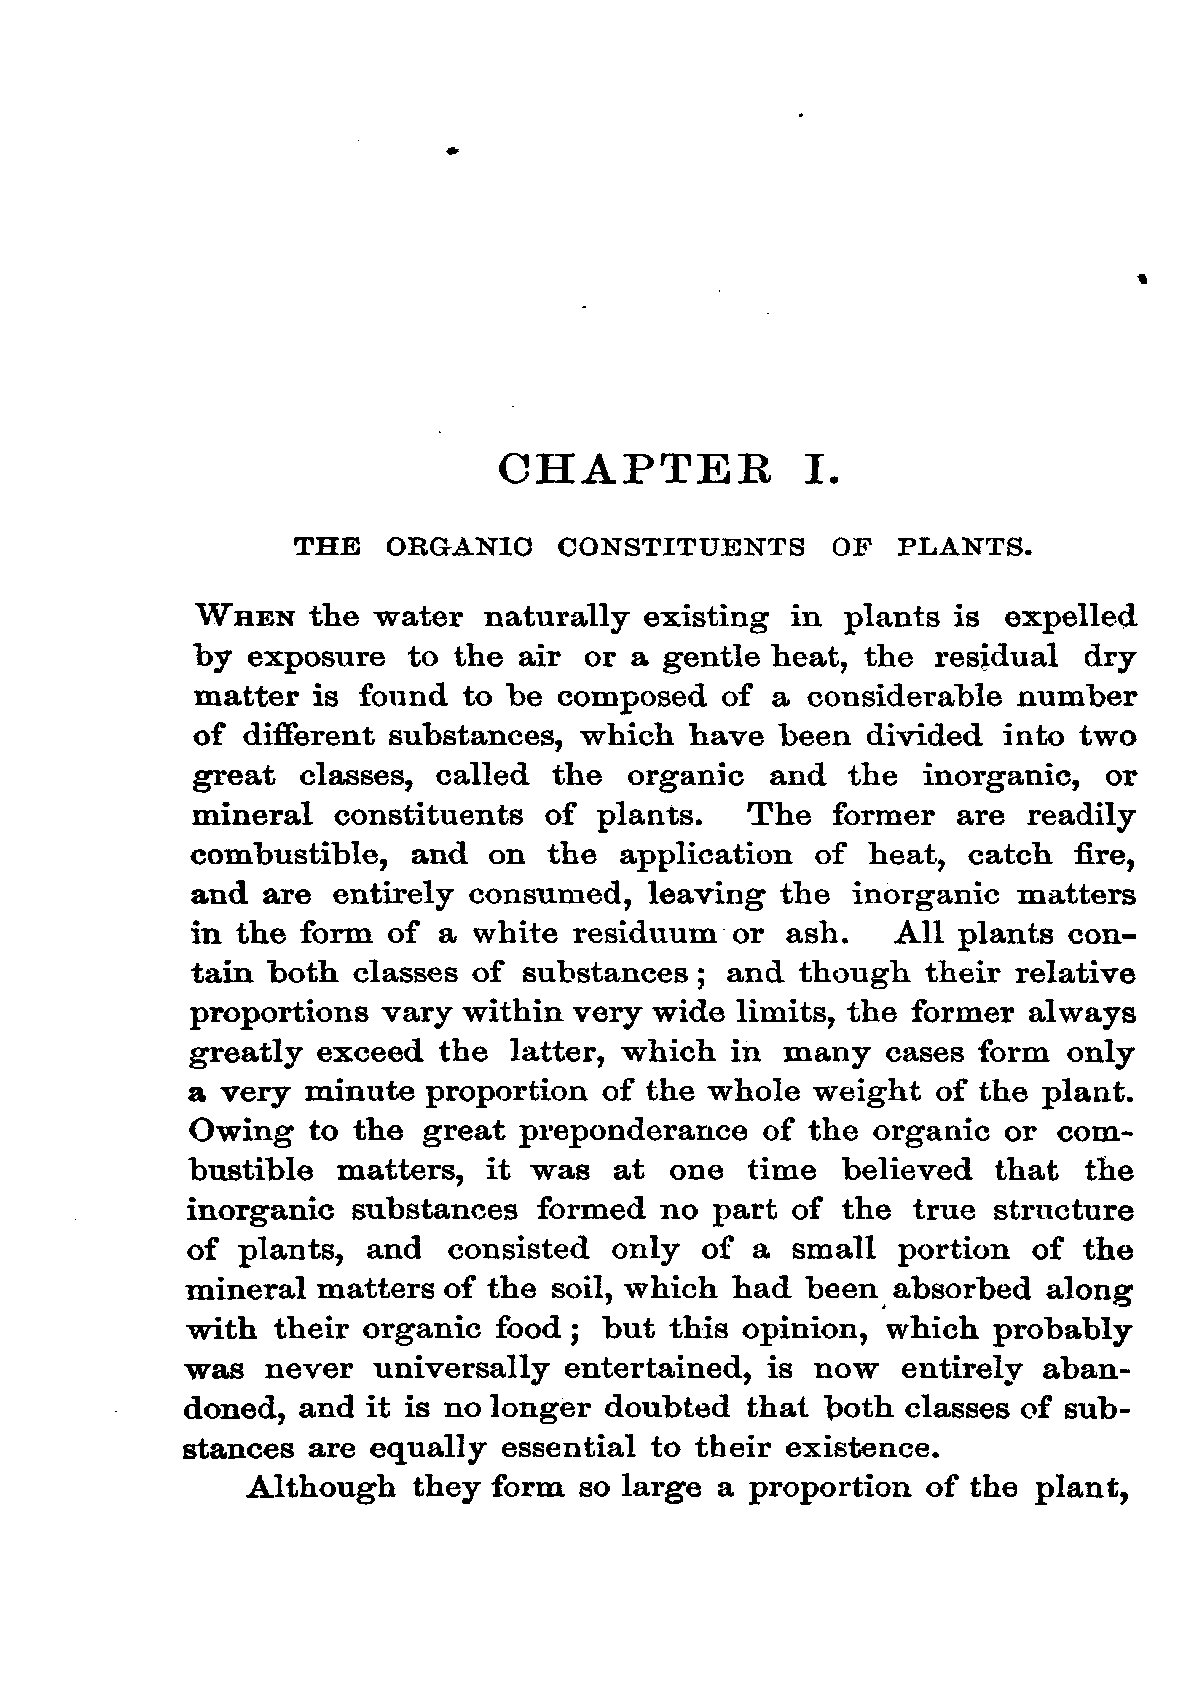 CHAPTER I.
THE ORGANIC CONSTITUENTS OF PLANTS.
WHEN the water naturally existing in plants is expelled
by exposure to the air or a gentle heat, the residual dry
matter is found to be composed of a considerable number
of different substances, which have been divided into two
great classes, called the organic and the inorganic, or
mineral constituents of plants. The former are readily
combustible, and on the application of heat, catch fire,
and are entirely consumed, leaving the inorganic matters
in the form of a white residuum or ash. All plants con-
tain both classes of substances; and though their relative
proportions vary within very wide limits, the former always
greatly exceed the latter, which in many cases form only
a very minute proportion of the whole weight of the plant.
Owing to the great preponderance of the organic or com-
bustible matters, it was at one time believed that the
inorganic substances formed no part of the true structure
of plants, and consisted only of a small portion of the
mineral matters of the soil, which had been absorbed along
with their organic food; but this opinion, which probably
was never universally entertained, is now entirely aban-
doned, and it is no longer doubted that both classes of sub-
stances are equally essential to their existence.
Although they form so large a proportion of the plant,